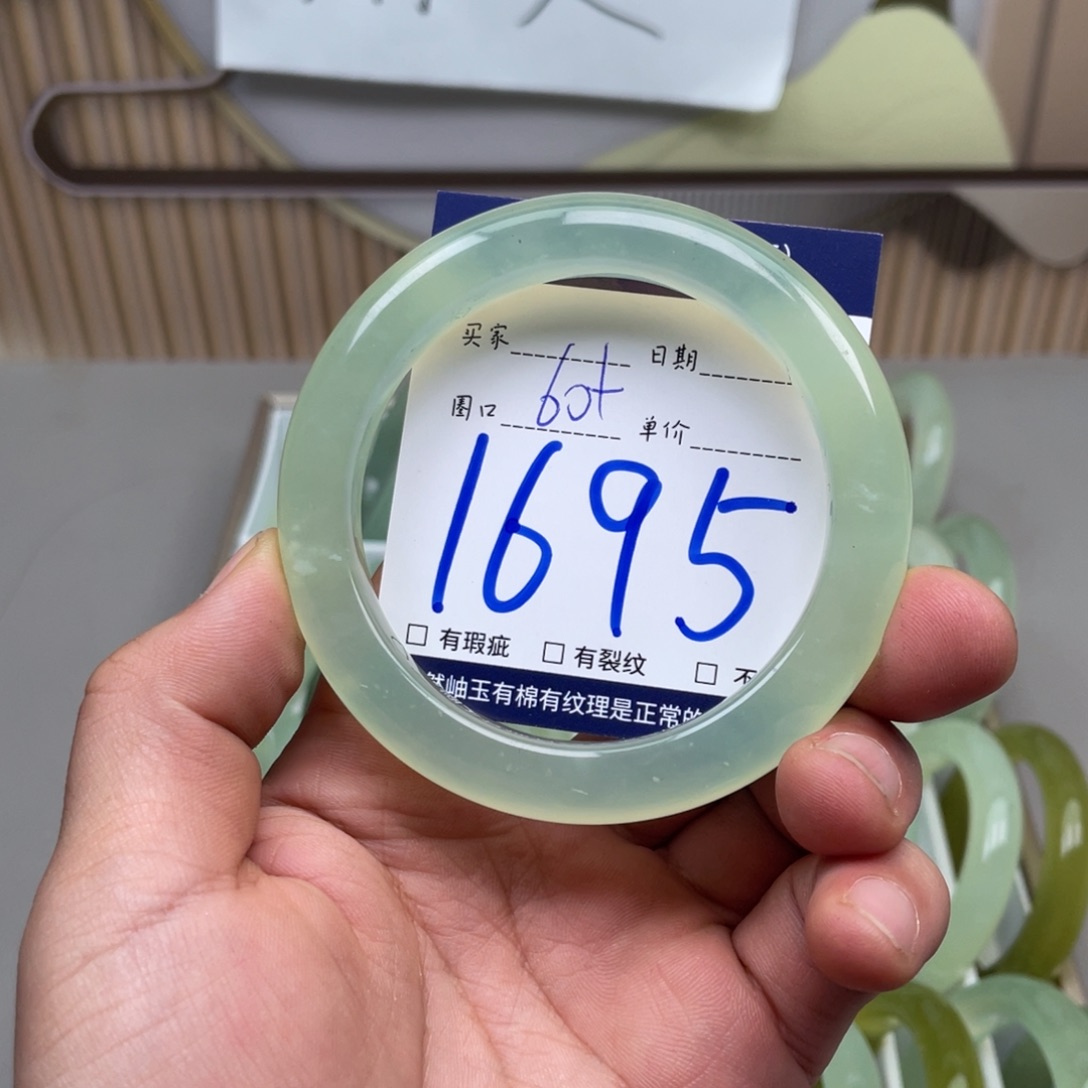 买家 日期
圈口 60+ 单价
1695
□ 有瑕疵 □ 有裂纹 □ 不
然岫玉有棉有纹理是正常的